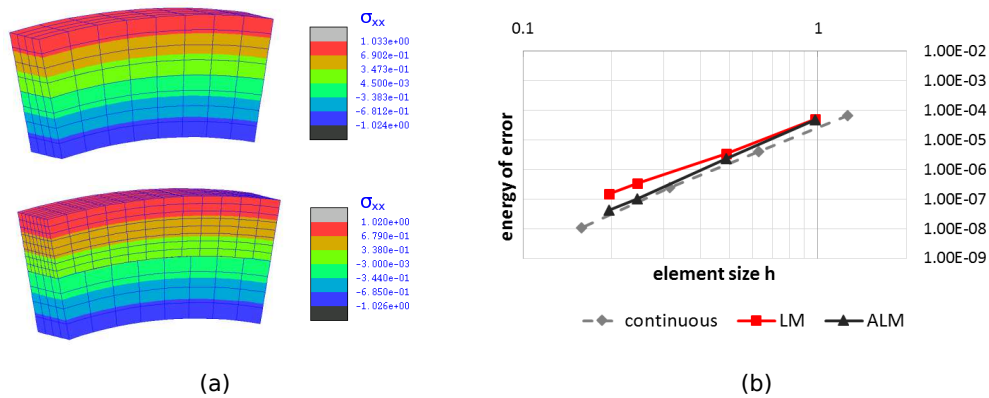 σxx
1.033e+00
6.902e-01
3.473e-01
4.500e-03
-3.383e-01
-6.812e-01
-1.024e+00
σxx
1.020e+00
6.790e-01
3.380e-01
-3.000e-03
-3.440e-01
-6.850e-01
-1.026e+00
(a)
0.1 1
1.00E-02
1.00E-03
1.00E-04
1.00E-05
1.00E-06
1.00E-07
1.00E-08
1.00E-09
energy of error
element size h
continuous LM ALM
(b)